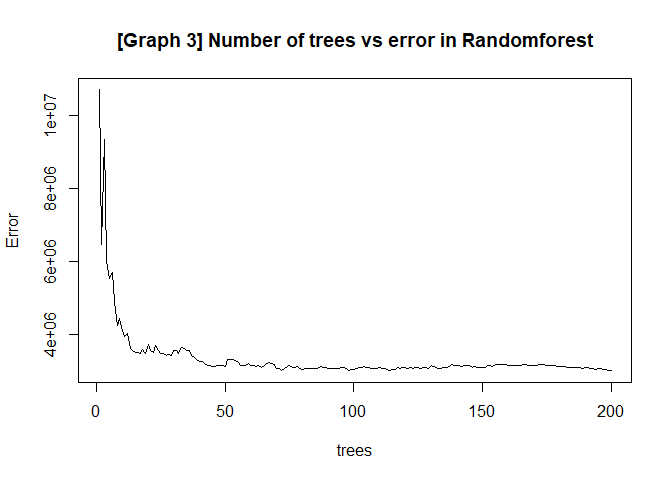 [Graph 3] Number of trees vs error in Randomforest
Error
1e+07
8e+06
6e+06
4e+06
0 50 100 150 200
trees